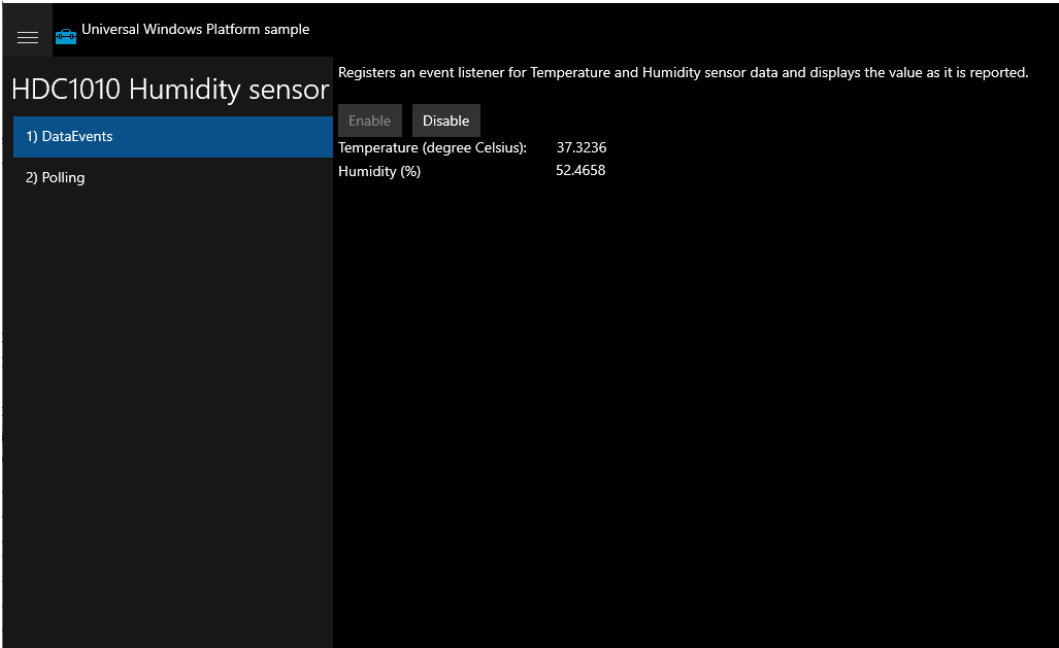 Universal Windows Platform sample
HDC1010 Humidity sensor
1) DataEvents
2) Polling
Registers an event listener for Temperature and Humidity sensor data and displays the value as it is reported.
Enable Disable
Temperature (degree Celsius): 37.3236
Humidity (%) 52.4658